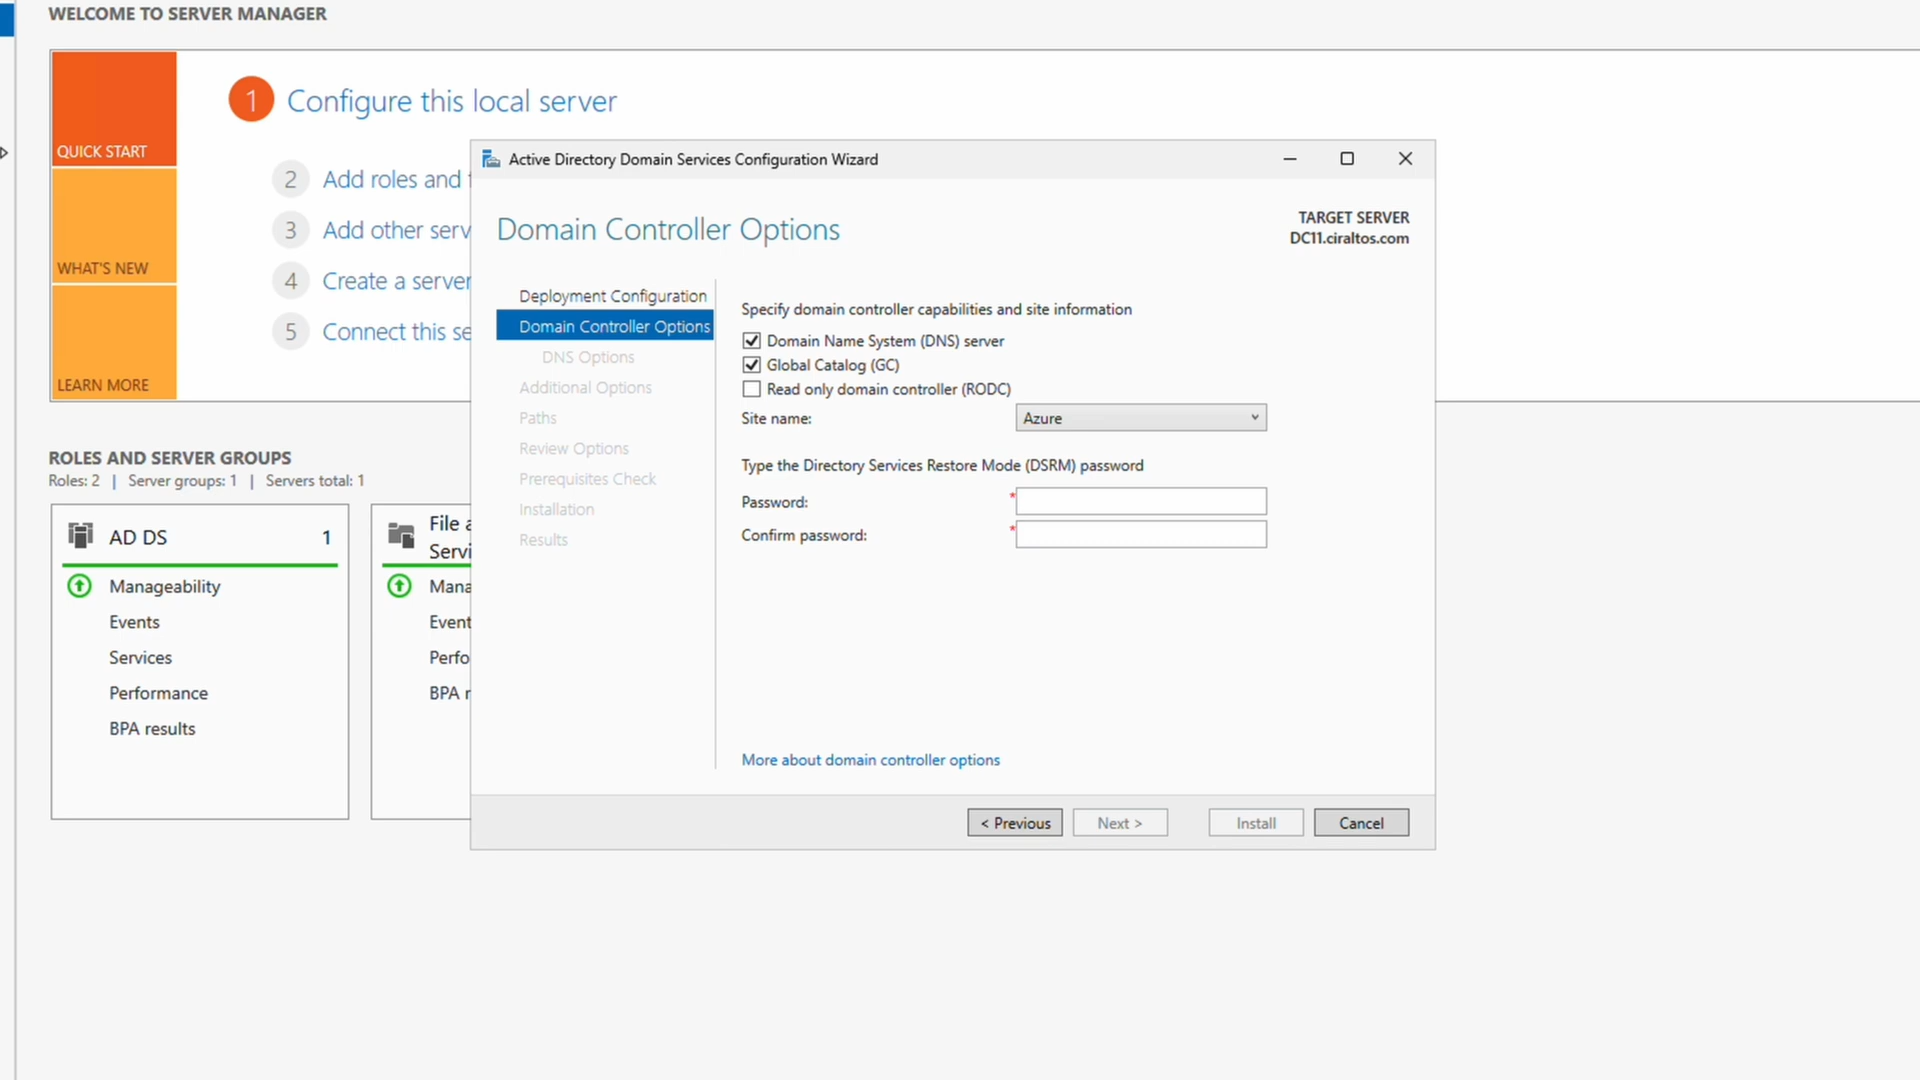 WELCOME TO SERVER MANAGER
QUICK START
WHAT'S NEW
LEARN MORE
1 Configure this local server
2 Add roles and
3 Add other serv
4 Create a server
5 Connect this se
ROLES AND SERVER GROUPS
Roles: 2 | Server groups: 1 | Servers total: 1
AD DS 1
Manageability
Events
Services
Performance
BPA results
File a
Servi
Mana
Event
Perfo
BPA r
Active Directory Domain Services Configuration Wizard
Domain Controller Options
TARGET SERVER
DC11.ciraltos.com
Deployment Configuration
Domain Controller Options
DNS Options
Additional Options
Paths
Review Options
Prerequisites Check
Installation
Results
Specify domain controller capabilities and site information
Domain Name System (DNS) server
Global Catalog (GC)
Read only domain controller (RODC)
Site name: Azure
Type the Directory Services Restore Mode (DSRM) password
Password: *
Confirm password: *
More about domain controller options
< Previous
Next >
Install
Cancel